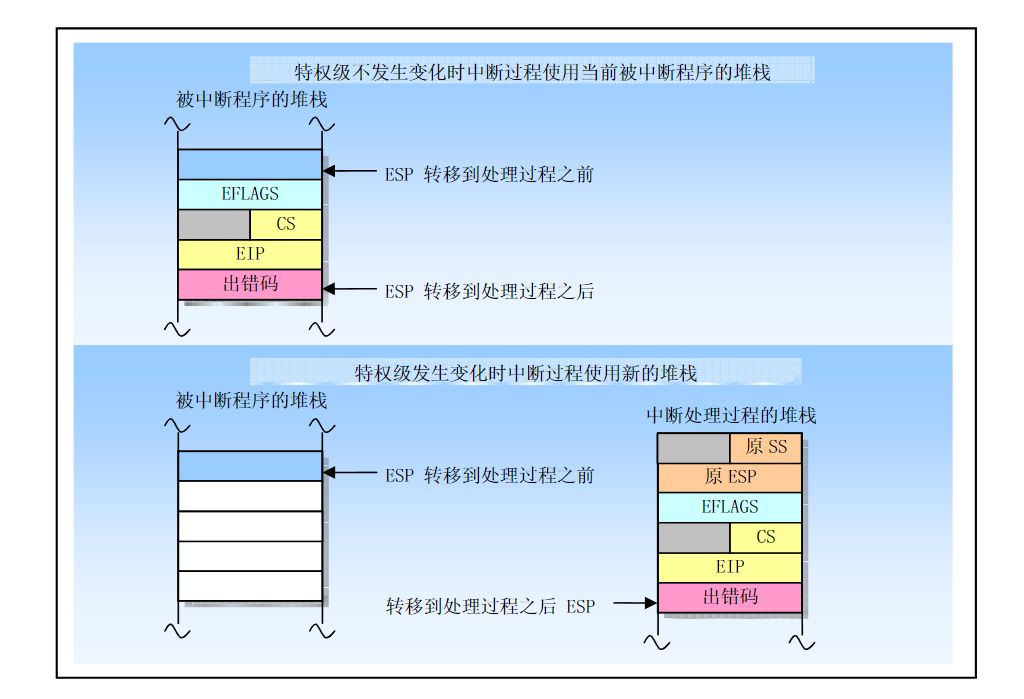 特权级不发生变化时中断过程使用当前被中断程序的堆栈
被中断程序的堆栈
ESP 转移到处理过程之前
EFLAGS
CS
EIP
出错码
ESP 转移到处理过程之后
特权级发生变化时中断过程使用新的堆栈
被中断程序的堆栈
中断处理过程的堆栈
原 SS
ESP 转移到处理过程之前
原 ESP
EFLAGS
CS
EIP
出错码
转移到处理过程之后 ESP